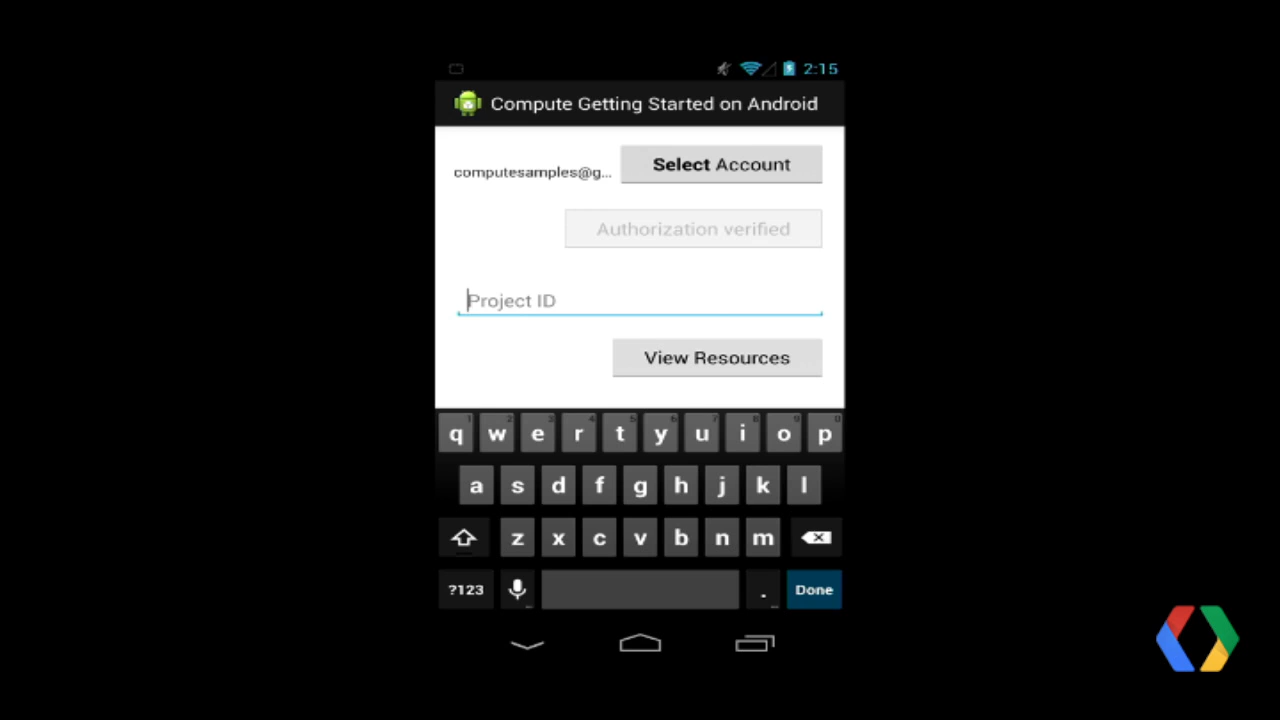 2:15
Compute Getting Started on Android
computesamples@g...
Select Account
Authorization verified
Project ID
View Resources
q w e r t y u i o p
a s d f g h j k l
z x c v b n m
?123 . Done